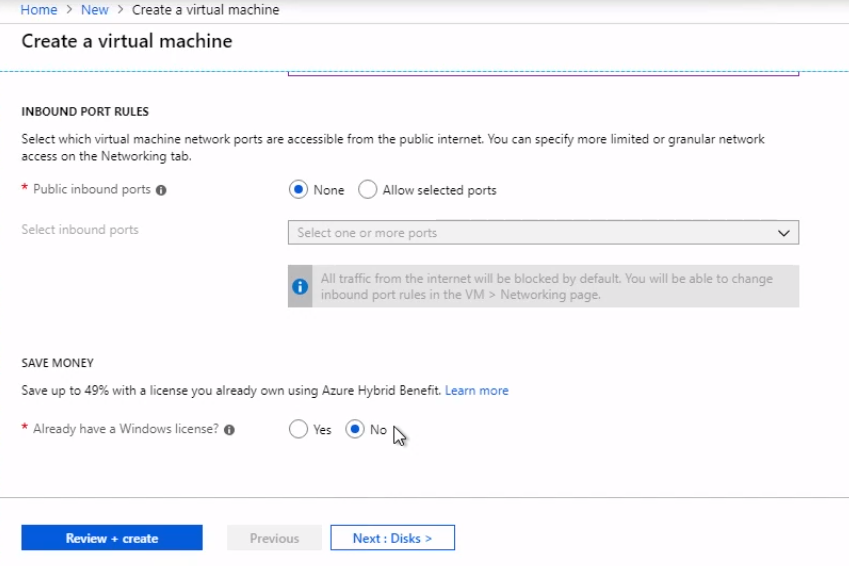 Home > New > Create a virtual machine
Create a virtual machine
INBOUND PORT RULES
Select which virtual machine network ports are accessible from the public internet. You can specify more limited or granular network
access on the Networking tab.
* Public inbound ports None Allow selected ports
Select inbound ports Select one or more ports
All traffic from the internet will be blocked by default. You will be able to change
inbound port rules in the VM > Networking page.
SAVE MONEY
Save up to 49% with a license you already own using Azure Hybrid Benefit. Learn more
* Already have a Windows license? Yes No
Review + create Previous Next : Disks >